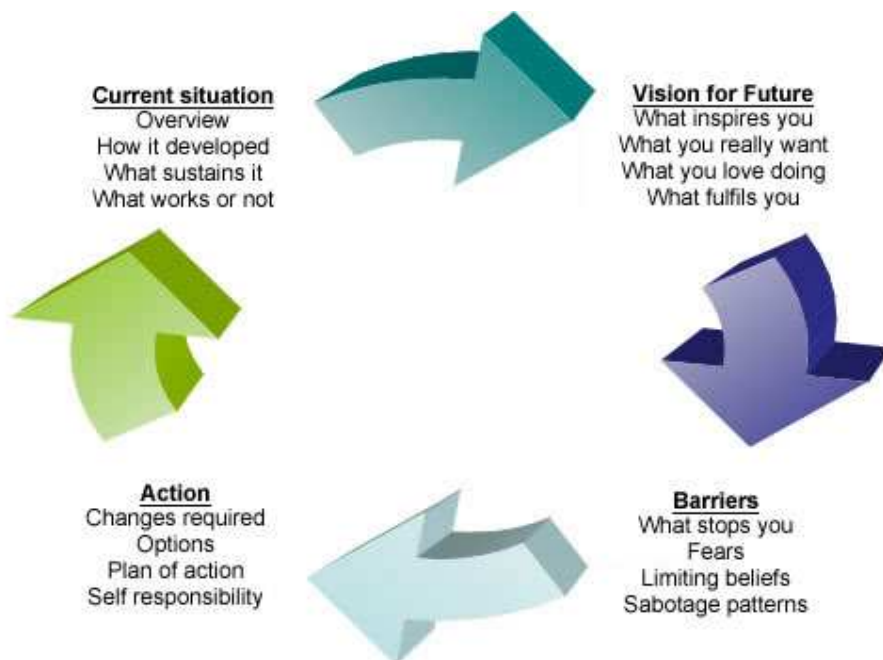 Current situation
Overview
How it developed
What sustains it
What works or not
Vision for Future
What inspires you
What you really want
What you love doing
What fulfils you
Barriers
What stops you
Fears
Limiting beliefs
Sabotage patterns
Action
Changes required
Options
Plan of action
Self responsibility